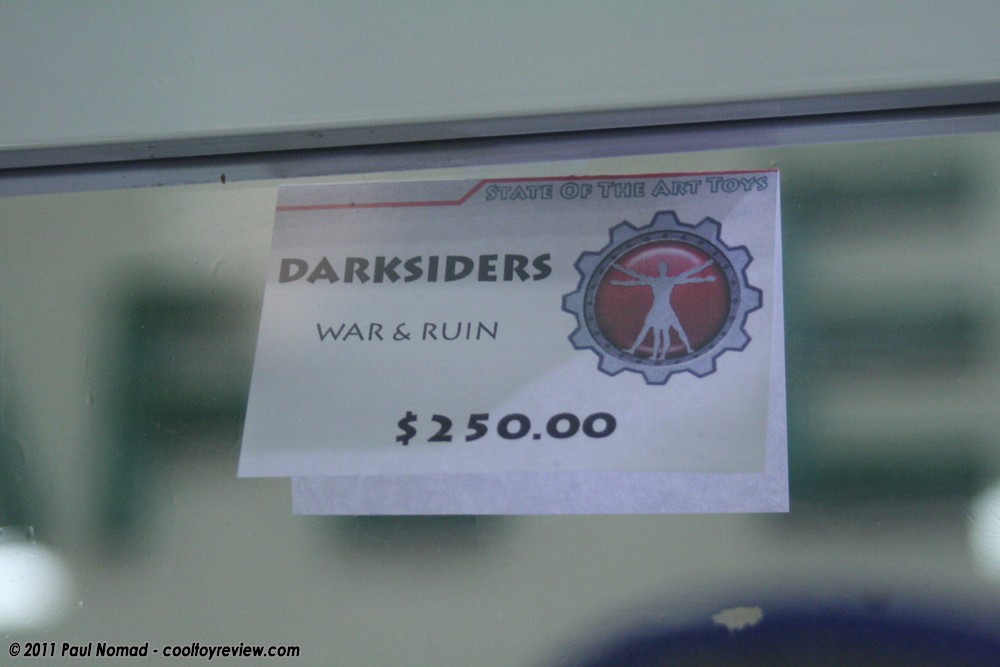 STATE OF THE ART TOYS
DARKSIDERS
WAR & RUIN
$250.00
© 2011 Paul Nomad - cooltoyreview.com